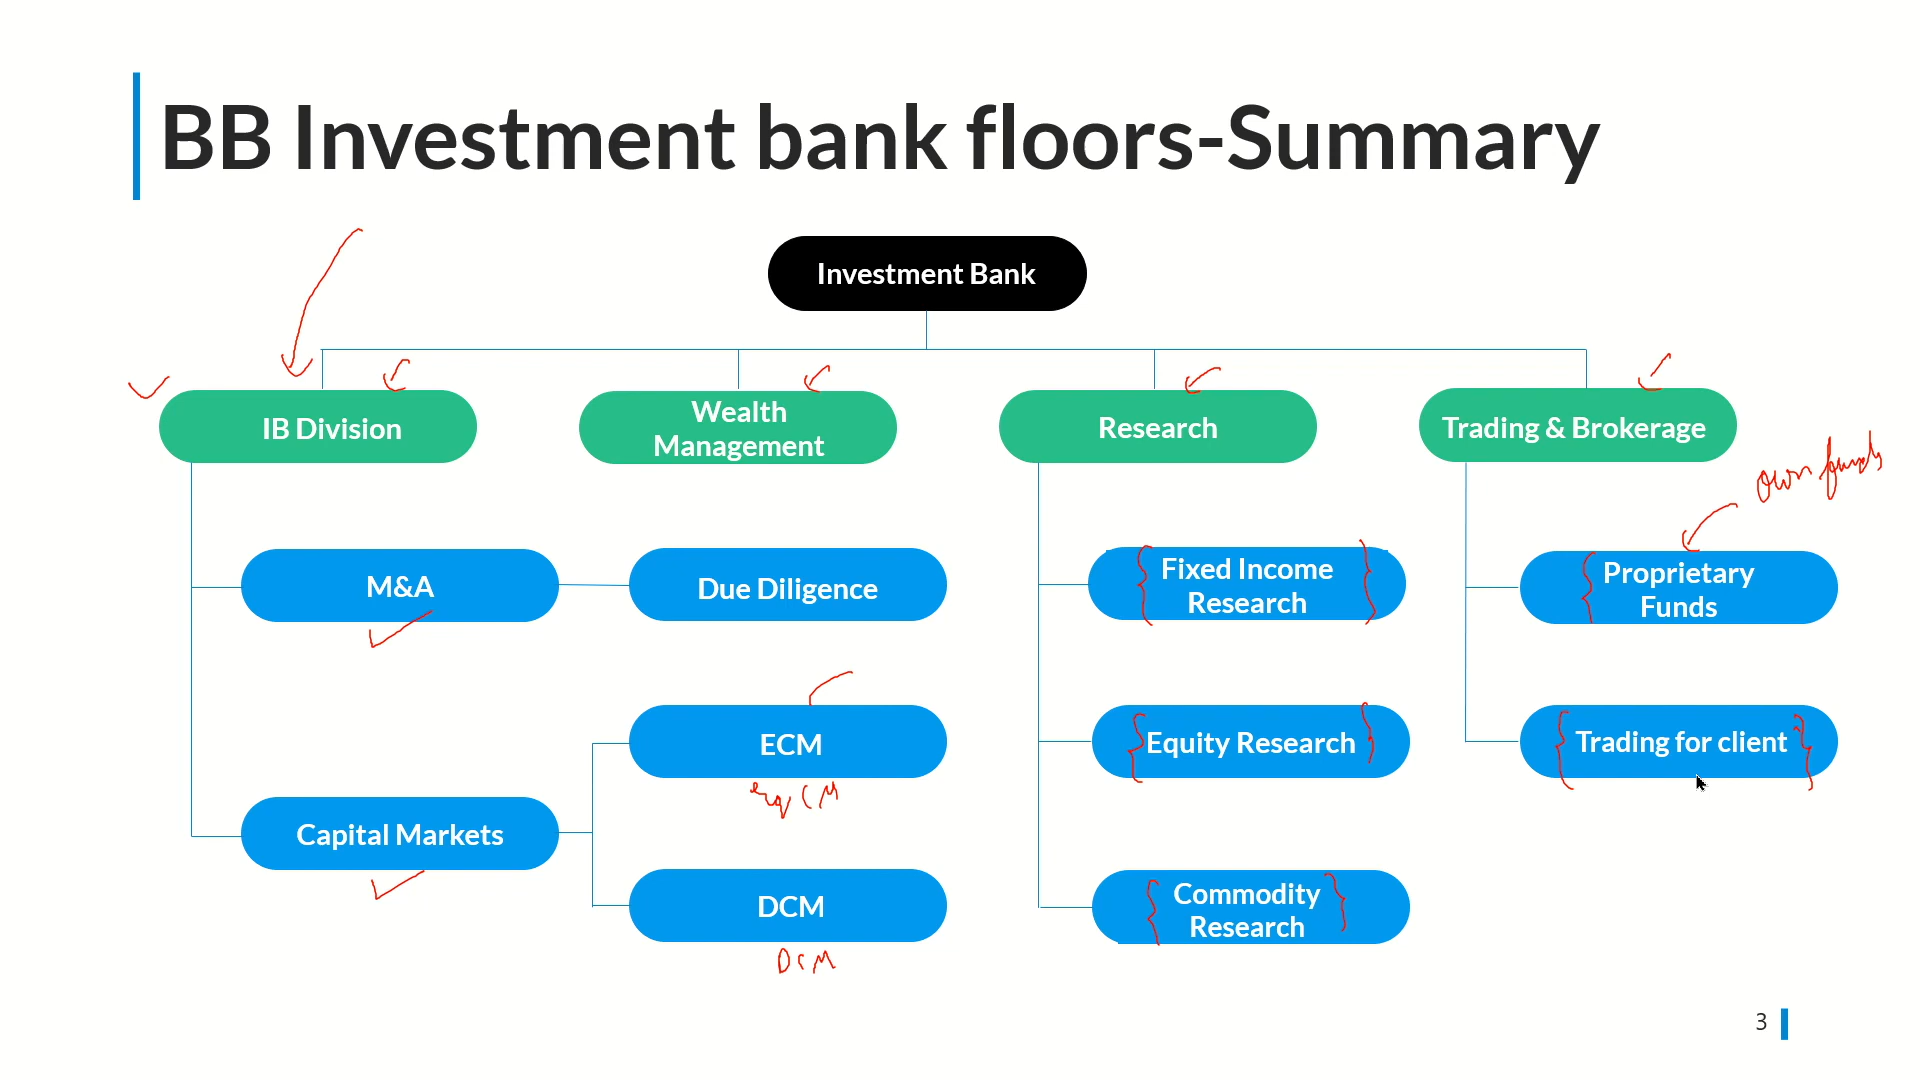 BB Investment bank floors-Summary
Investment Bank
IB Division
Wealth
Management
Research
Trading & Brokerage
own funds
M&A
Due Diligence
Fixed Income
Research
Proprietary
Funds
ECM
Equity Research
Trading for client
eq CM
Capital Markets
DCM
Commodity
Research
DCM
3